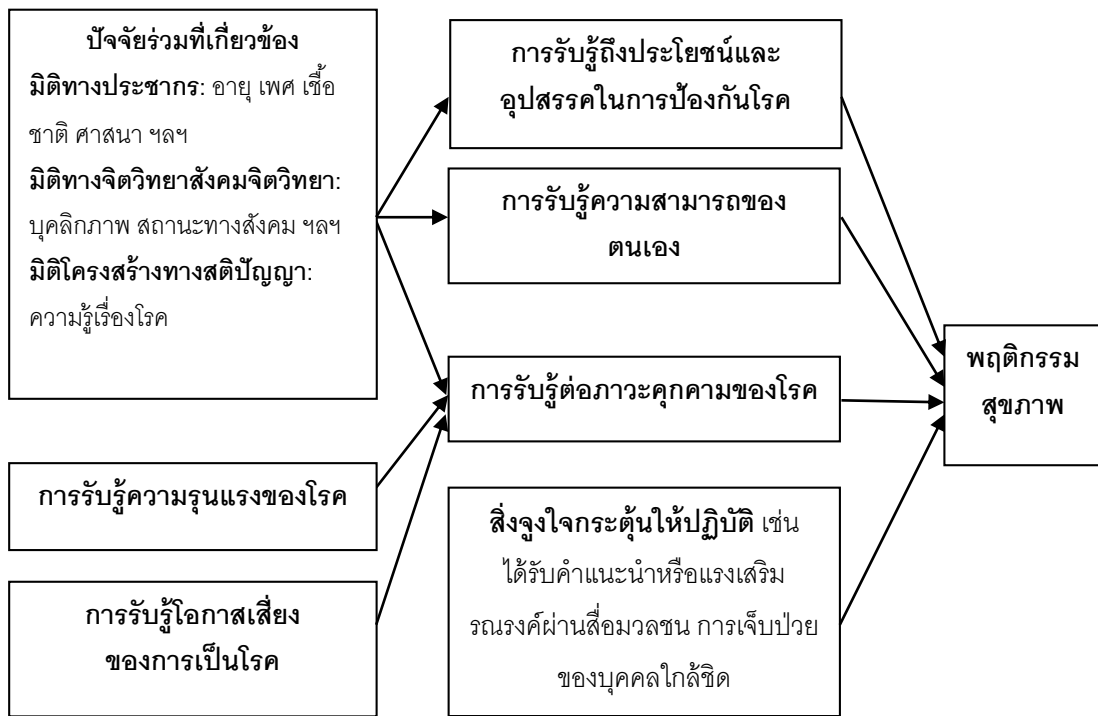 ปัจจัยร่วมที่เกี่ยวข้อง
มิติทางประชากร: อายุ เพศ เชื้อ
ชาติ ศาสนา ฯลฯ
มิติทางจิตวิทยาสังคมจิตวิทยา:
บุคลิกภาพ สถานะทางสังคม ฯลฯ
มิติโครงสร้างทางสติปัญญา:
ความรู้เรื่องโรค
การรับรู้ความรุนแรงของโรค
การรับรู้โอกาสเสี่ยง
ของการเป็นโรค
การรับรู้ถึงประโยชน์และ
อุปสรรคในการป้องกันโรค
การรับรู้ความสามารถของ
ตนเอง
การรับรู้ต่อภาวะคุกคามของโรค
สิ่งจูงใจกระตุ้นให้ปฏิบัติ เช่น
ได้รับคำแนะนำหรือแรงเสริม
รณรงค์ผ่านสื่อมวลชน การเจ็บป่วย
ของบุคคลใกล้ชิด
พฤติกรรม
สุขภาพ